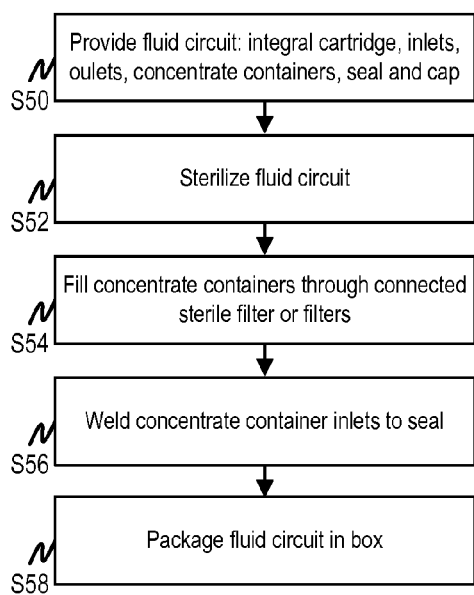 Provide fluid circuit: integral cartridge, inlets,
oulets, concentrate containers, seal and cap
S50
Sterilize fluid circuit
S52
Fill concentrate containers through connected
sterile filter or filters
S54
Weld concentrate container inlets to seal
S56
Package fluid circuit in box
S58